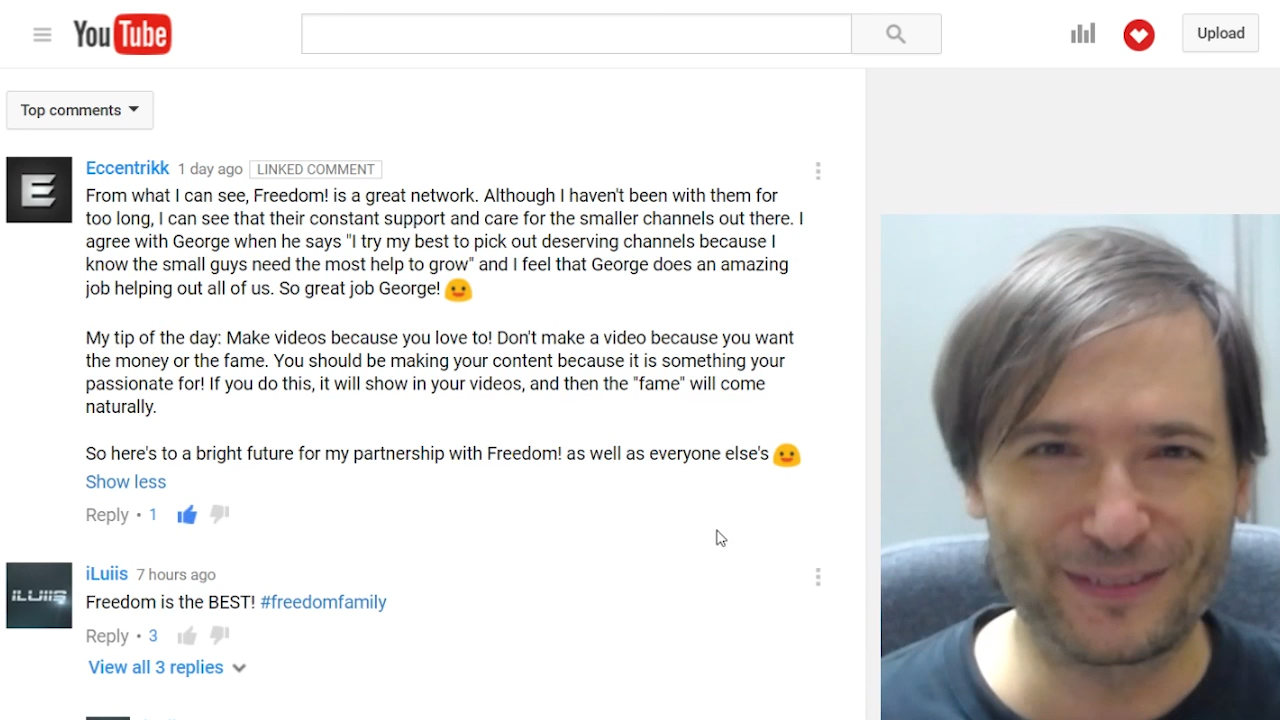 YouTube
Upload
Top comments
Eccentrikk 1 day ago LINKED COMMENT
From what I can see, Freedom! is a great network. Although I haven't been with them for
too long, I can see that their constant support and care for the smaller channels out there. I
agree with George when he says "I try my best to pick out deserving channels because I
know the small guys need the most help to grow" and I feel that George does an amazing
job helping out all of us. So great job George!
My tip of the day: Make videos because you love to! Don't make a video because you want
the money or the fame. You should be making your content because it is something your
passionate for! If you do this, it will show in your videos, and then the "fame" will come
naturally.
So here's to a bright future for my partnership with Freedom! as well as everyone else's
Show less
Reply • 1
iLuiis 7 hours ago
iLUIIS
Freedom is the BEST! #freedomfamily
Reply • 3
View all 3 replies